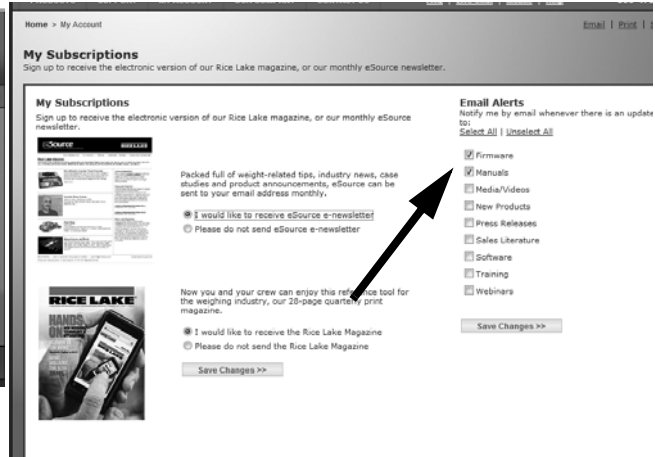 Home > My Account
Email | Print |
My Subscriptions
Sign up to receive the electronic version of our Rice Lake magazine, or our monthly eSource newsletter.
My Subscriptions
Sign up to receive the electronic version of our Rice Lake magazine, or our monthly eSource
newsletter.
eSource
RICE LAKE
Packed full of weight-related tips, industry news, case
studies and product announcements, eSource can be
sent to your email address monthly.
I would like to receive eSource e-newsletter
Please do not send eSource e-newsletter
RICE LAKE
HANDS
ON
Now you and your crew can enjoy this reference tool for
the weighing industry, our 28-page quarterly print
magazine.
I would like to receive the Rice Lake Magazine
Please do not send the Rice Lake Magazine
Save Changes >>
Email Alerts
Notify me by email whenever there is an update
to:
Select All | Unselect All
Firmware
Manuals
Media/Videos
New Products
Press Releases
Sales Literature
Software
Training
Webinars
Save Changes >>